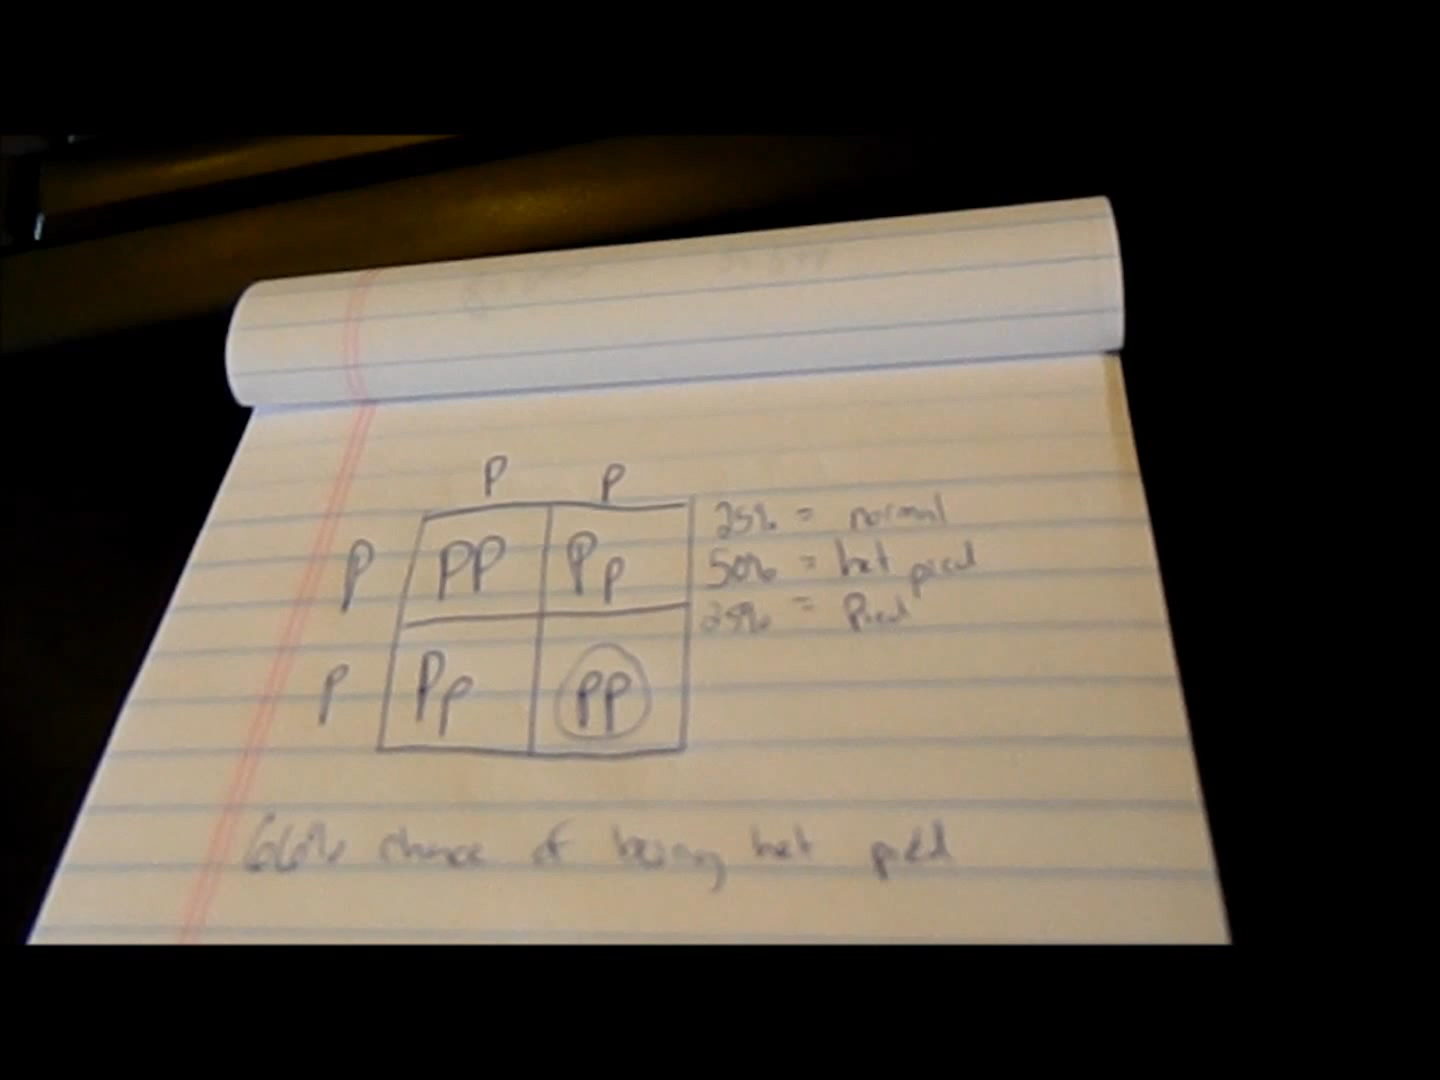 P p
P PP Pp 25% = normal
50% = het pied
p Pp pp 25% = Pied
66% chance of being het pied